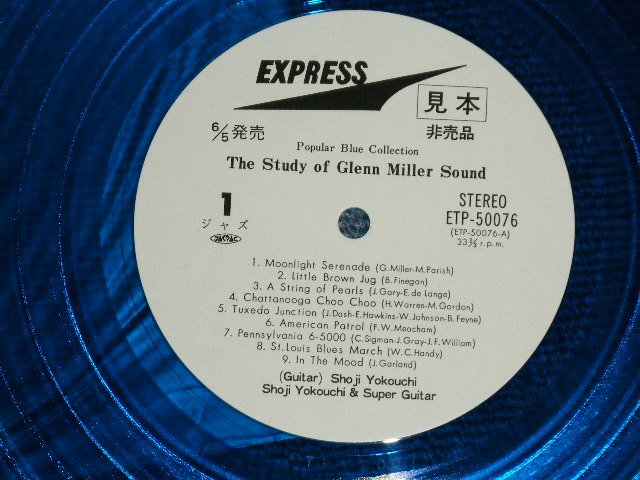 EXPRESS
見本
6/5発売
非売品
Popular Blue Collection
The Study of Glenn Miller Sound
1
ジャズ
STEREO
ETP-50076
(ETP-50076-A)
33⅓ r.p.m.
1. Moonlight Serenade (G.Miller-M.Parish)
2. Little Brown Jug (B.Finegan)
3. A String of Pearls (J.Gary-E.de Lange)
4. Chattanooga Choo Choo (H.Warren-M.Gordon)
5. Tuxedo Junction (J.Dash-E.Hawkins-W.Johnson-B.Feyne)
6. American Patrol (F.W.Meacham)
7. Pennsylvania 6-5000 (C.Sigman-J.Gray-J.F.William)
8. St.Louis Blues March (W.C.Handy)
9. In The Mood (J.Garland)
(Guitar) Shoji Yokouchi
Shoji Yokouchi & Super Guitar